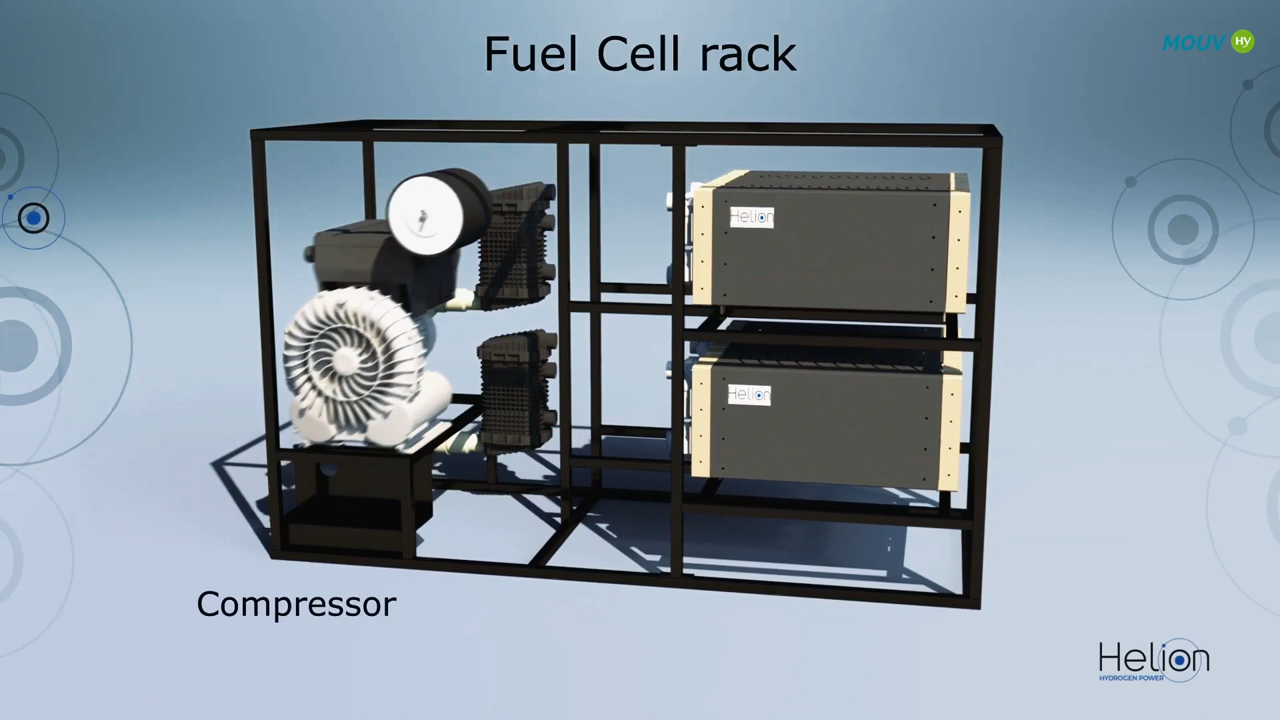 Fuel Cell rack
MOUV HY
Helion
Helion
Compressor
Helion
HYDROGEN POWER